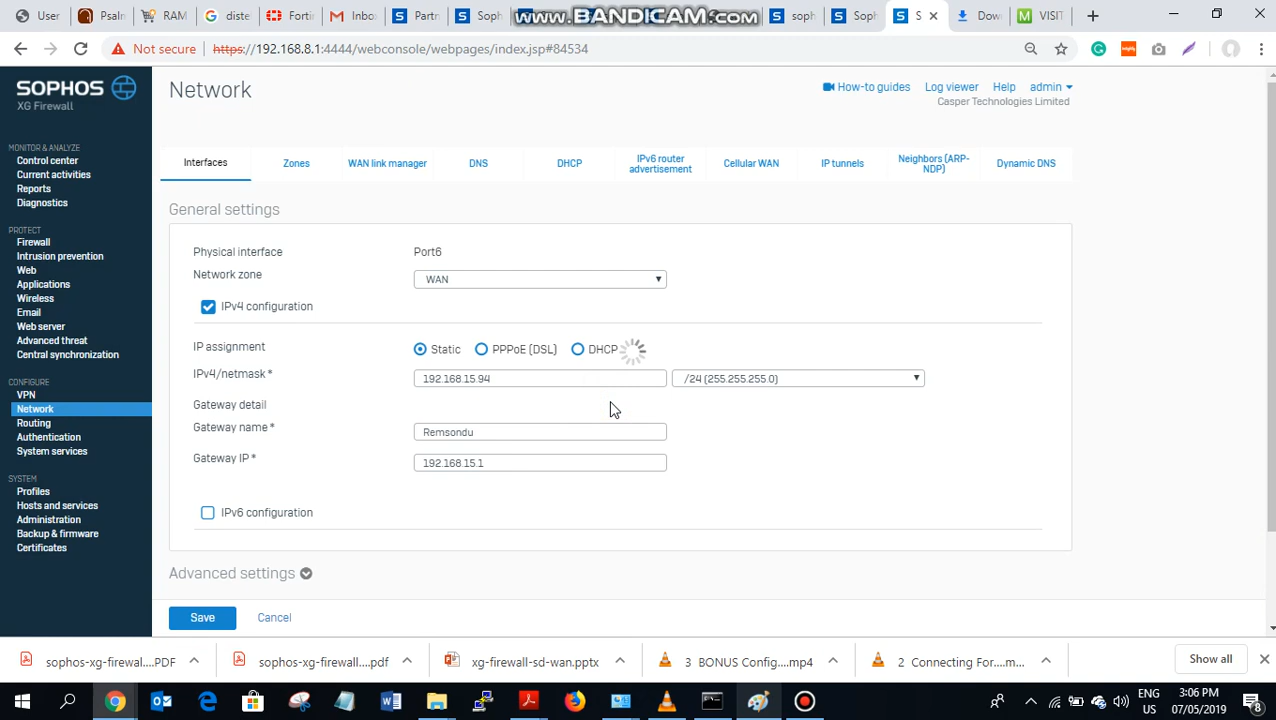 User
Psaln
RAM
diste
Fortin
Inbo
Partn
Soph
www.BANDICAM.com
soph
Sopho
S
Dow
VISIT
Not secure
https://192.168.8.1:4444/webconsole/webpages/index.jsp#84534
SOPHOS
XG Firewall
Network
How-to guides Log viewer Help admin
Casper Technologies Limited
MONITOR & ANALYZE
Control center
Current activities
Reports
Diagnostics
PROTECT
Firewall
Intrusion prevention
Web
Applications
Wireless
Email
Web server
Advanced threat
Central synchronization
CONFIGURE
VPN
Network
Routing
Authentication
System services
SYSTEM
Profiles
Hosts and services
Administration
Backup & firmware
Certificates
Interfaces Zones WAN link manager DNS DHCP IPv6 router advertisement Cellular WAN IP tunnels Neighbors (ARP-NDP) Dynamic DNS
General settings
Physical interface Port6
Network zone WAN
IPv4 configuration
IP assignment Static PPPoE (DSL) DHCP
IPv4/netmask * 192.168.15.94 /24 (255.255.255.0)
Gateway detail
Gateway name * Remsondu
Gateway IP * 192.168.15.1
IPv6 configuration
Advanced settings
Save Cancel
sophos-xg-firewal....PDF
sophos-xg-firewall....pdf
xg-firewall-sd-wan.pptx
3 BONUS Config....mp4
2 Connecting For....m...
Show all
ENG
US
3:06 PM
07/05/2019
8